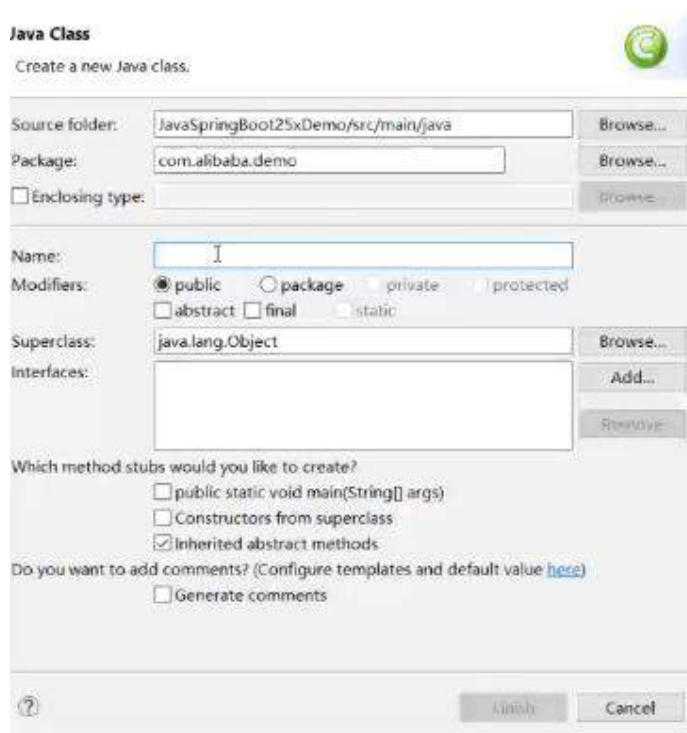 Java Class
Create a new Java class.
Source folder: JavaSpringBoot25xDemo/src/main/java Browse...
Package: com.alibaba.demo Browse...
Enclosing type: Browse...
Name:
Modifiers: public package private protected
abstract final static
Superclass: java.lang.Object Browse...
Interfaces: Add...
Remove
Which method stubs would you like to create?
public static void main(String[] args)
Constructors from superclass
Inherited abstract methods
Do you want to add comments? (Configure templates and default value here)
Generate comments
Finish Cancel